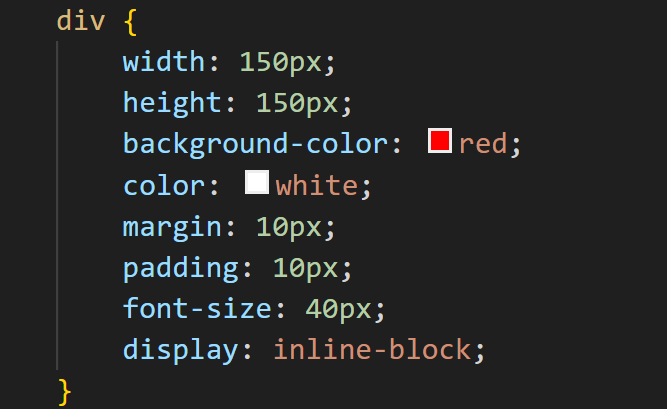 div {
    width: 150px;
    height: 150px;
    background-color: red;
    color: white;
    margin: 10px;
    padding: 10px;
    font-size: 40px;
    display: inline-block;
}